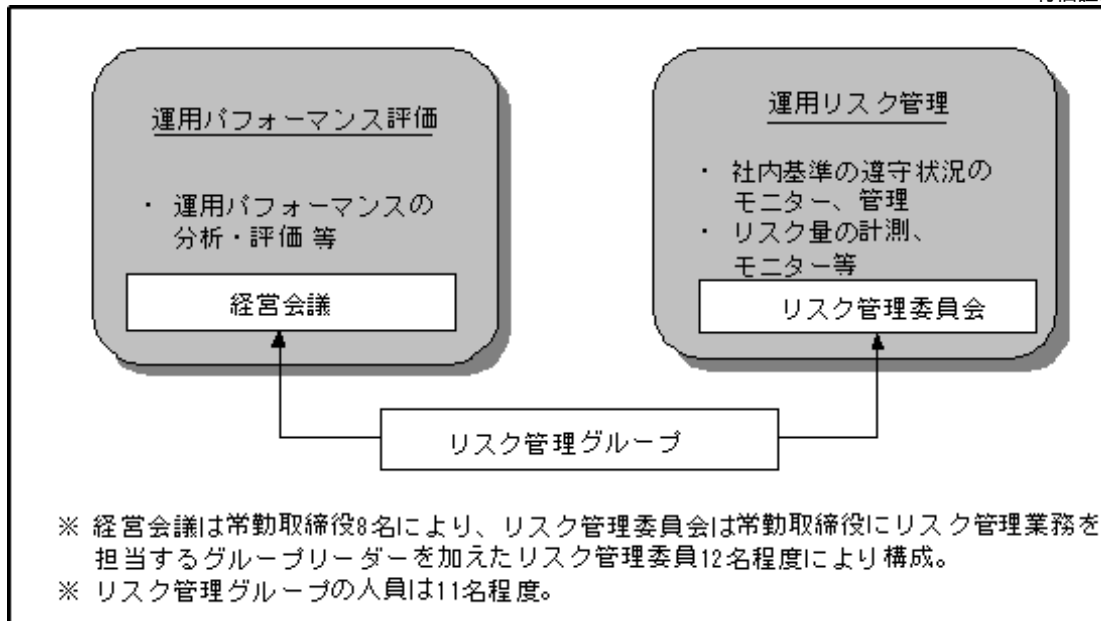 運用パフォーマンス評価
・ 運用パフォーマンスの
分析・評価 等
経営会議
運用リスク管理
・ 社内基準の遵守状況の
モニター、管理
・ リスク量の計測、
モニター等
リスク管理委員会
リスク管理グループ
※ 経営会議は常勤取締役8名により、リスク管理委員会は常勤取締役にリスク管理業務を
担当するグループリーダーを加えたリスク管理委員12名程度により構成。
※ リスク管理グループの人員は11名程度。